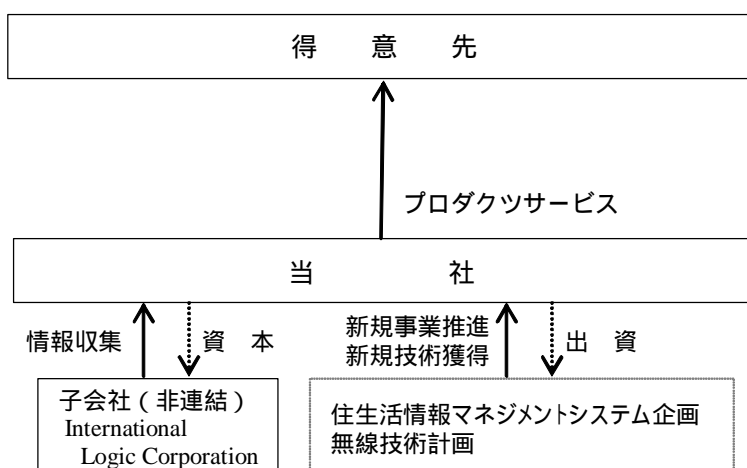 得 意 先
プロダクツサービス
当 社
情報収集
資 本
新規事業推進
新規技術獲得
出 資
子会社(非連結)
International
Logic Corporation
住生活情報マネジメントシステム企画
無線技術計画